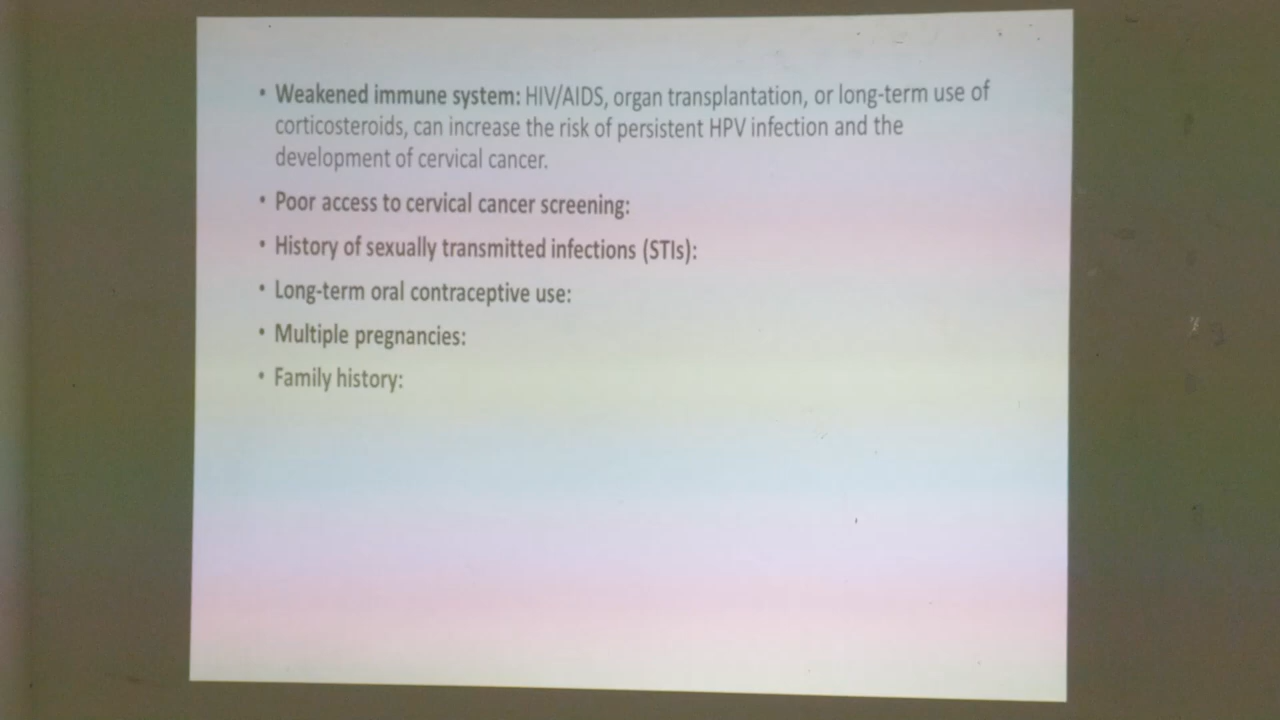 • Weakened immune system: HIV/AIDS, organ transplantation, or long-term use of
corticosteroids, can increase the risk of persistent HPV infection and the
development of cervical cancer.
• Poor access to cervical cancer screening:
• History of sexually transmitted infections (STIs):
• Long-term oral contraceptive use:
• Multiple pregnancies:
• Family history: